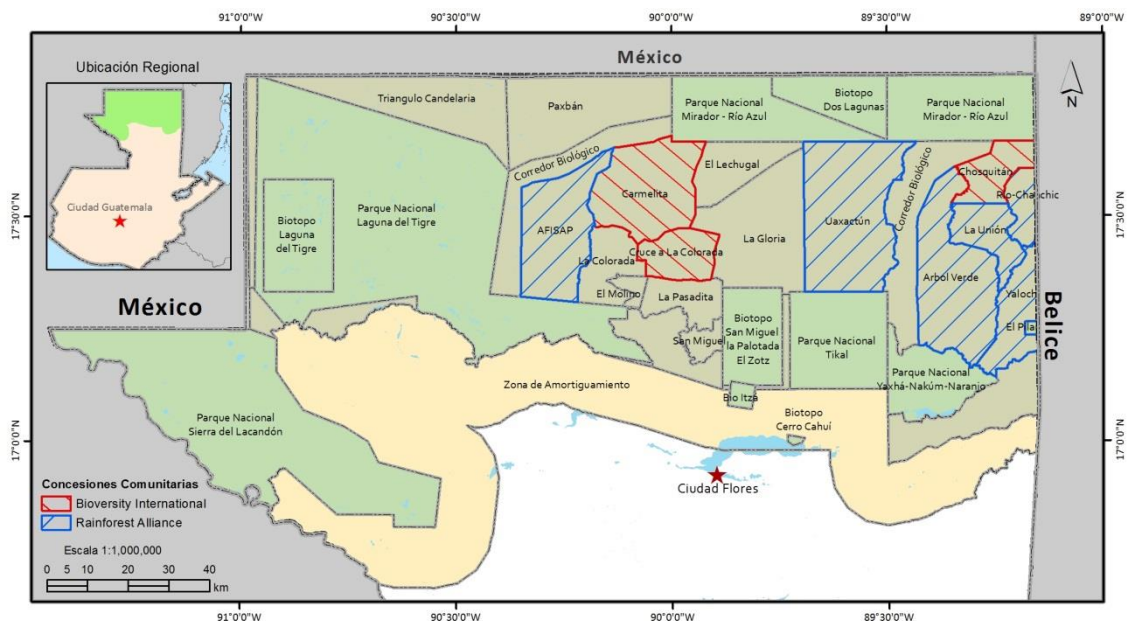 91°0'0"W
90°30'0"W
90°0'0"W
89°30'0"W
89°0'0"W
México
N
Ubicación Regional
Ciudad Guatemala
Triangulo Candelaria
Paxbán
Parque Nacional
Mirador - Río Azul
Biotopo
Dos Lagunas
Parque Nacional
Mirador - Río Azul
Corredor Biológico
El Lechugal
Corredor Biológico
Chosquitán
Río-Chanchic
17°30'0"N
17°30'0"N
Biotopo
Laguna
del Tigre
Parque Nacional
Laguna del Tigre
AFISAP
Carmelita
Uaxactún
La Unión
La Gloria
La Colorada
Cruce a La Colorada
Arbol Verde
El Molino
La Pasadita
Yaloch
El Pila
México
Belice
San Miguel
Biotopo
San Miguel
la Palotada
El Zotz
Parque Nacional
Tikal
Parque Nacional
Yaxhá-Nakúm-Naranjo
Zona de Amortiguamiento
Bio Itzá
Biotopo
Cerro Cahuí
Parque Nacional
Sierra del Lacandón
17°0'0"N
17°0'0"N
Ciudad Flores
Concesiones Comunitarias
Bioversity International
Rainforest Alliance
Escala 1:1,000,000
0 5 10 20 30 40
km
91°0'0"W
90°30'0"W
90°0'0"W
89°30'0"W